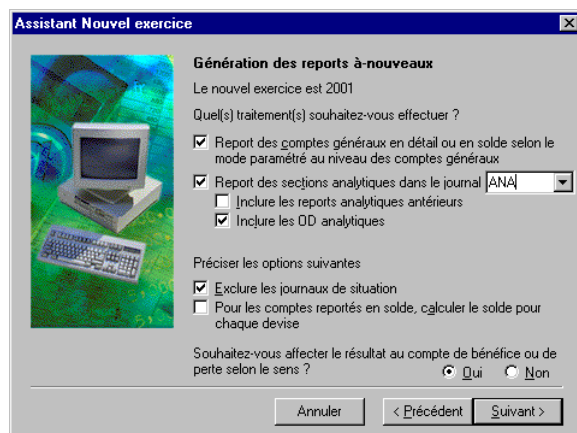 Assistant Nouvel exercice
Génération des reports à-nouveaux
Le nouvel exercice est 2001
Quel(s) traitement(s) souhaitez-vous effectuer ?
Report des comptes généraux en détail ou en solde selon le
mode paramétré au niveau des comptes généraux
Report des sections analytiques dans le journal ANA
Inclure les reports analytiques antérieurs
Inclure les OD analytiques
Préciser les options suivantes
Exclure les journaux de situation
Pour les comptes reportés en solde, calculer le solde pour
chaque devise
Souhaitez-vous affecter le résultat au compte de bénéfice ou de
perte selon le sens ? Oui Non
Annuler < Précédent Suivant >